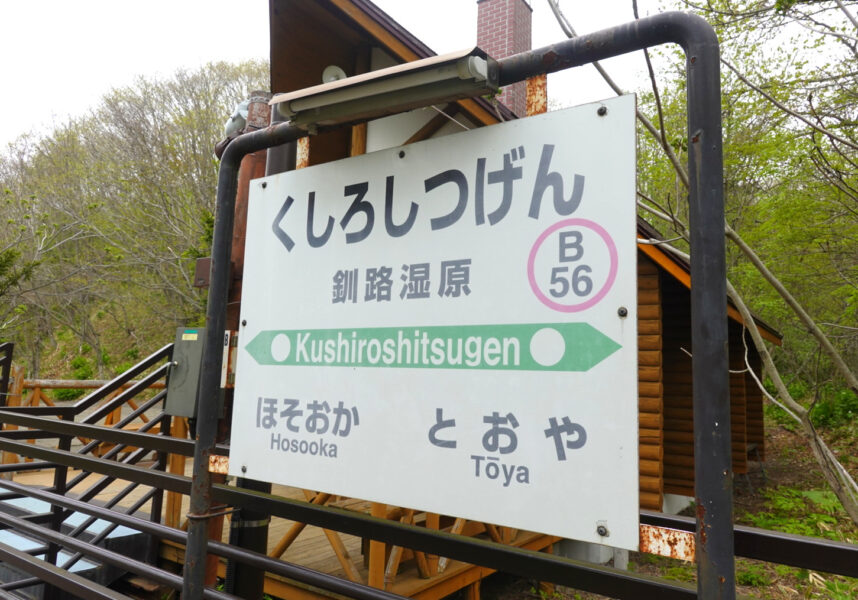 くしろしつげん
釧路湿原
B
56
Kushiroshitsugen
ほそおか
Hosooka
とおや
Tōya